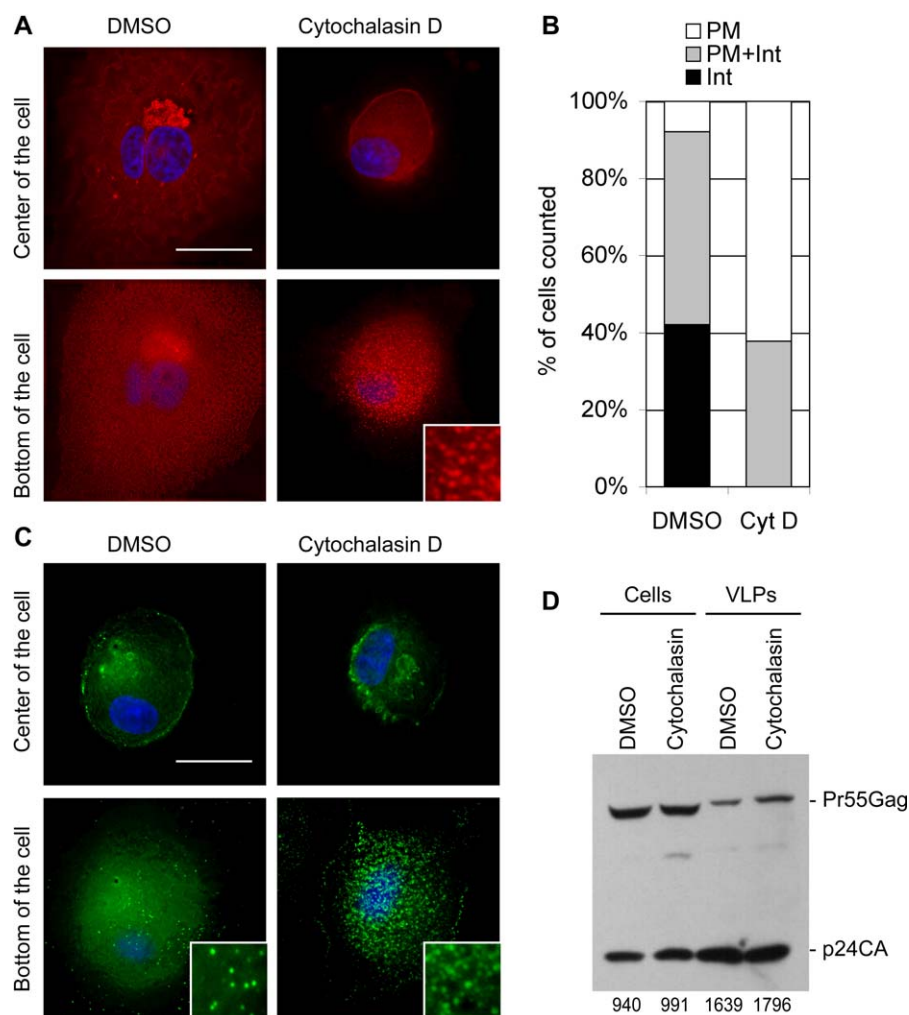 A
DMSO
Cytochalasin D
Center of the cell
Bottom of the cell
B
PM
PM+Int
Int
% of cells counted
100%
80%
60%
40%
20%
0%
DMSO
Cyt D
C
DMSO
Cytochalasin D
Center of the cell
Bottom of the cell
D
Cells
VLPs
DMSO
Cytochalasin
DMSO
Cytochalasin
- Pr55Gag
- p24CA
940 991 1639 1796